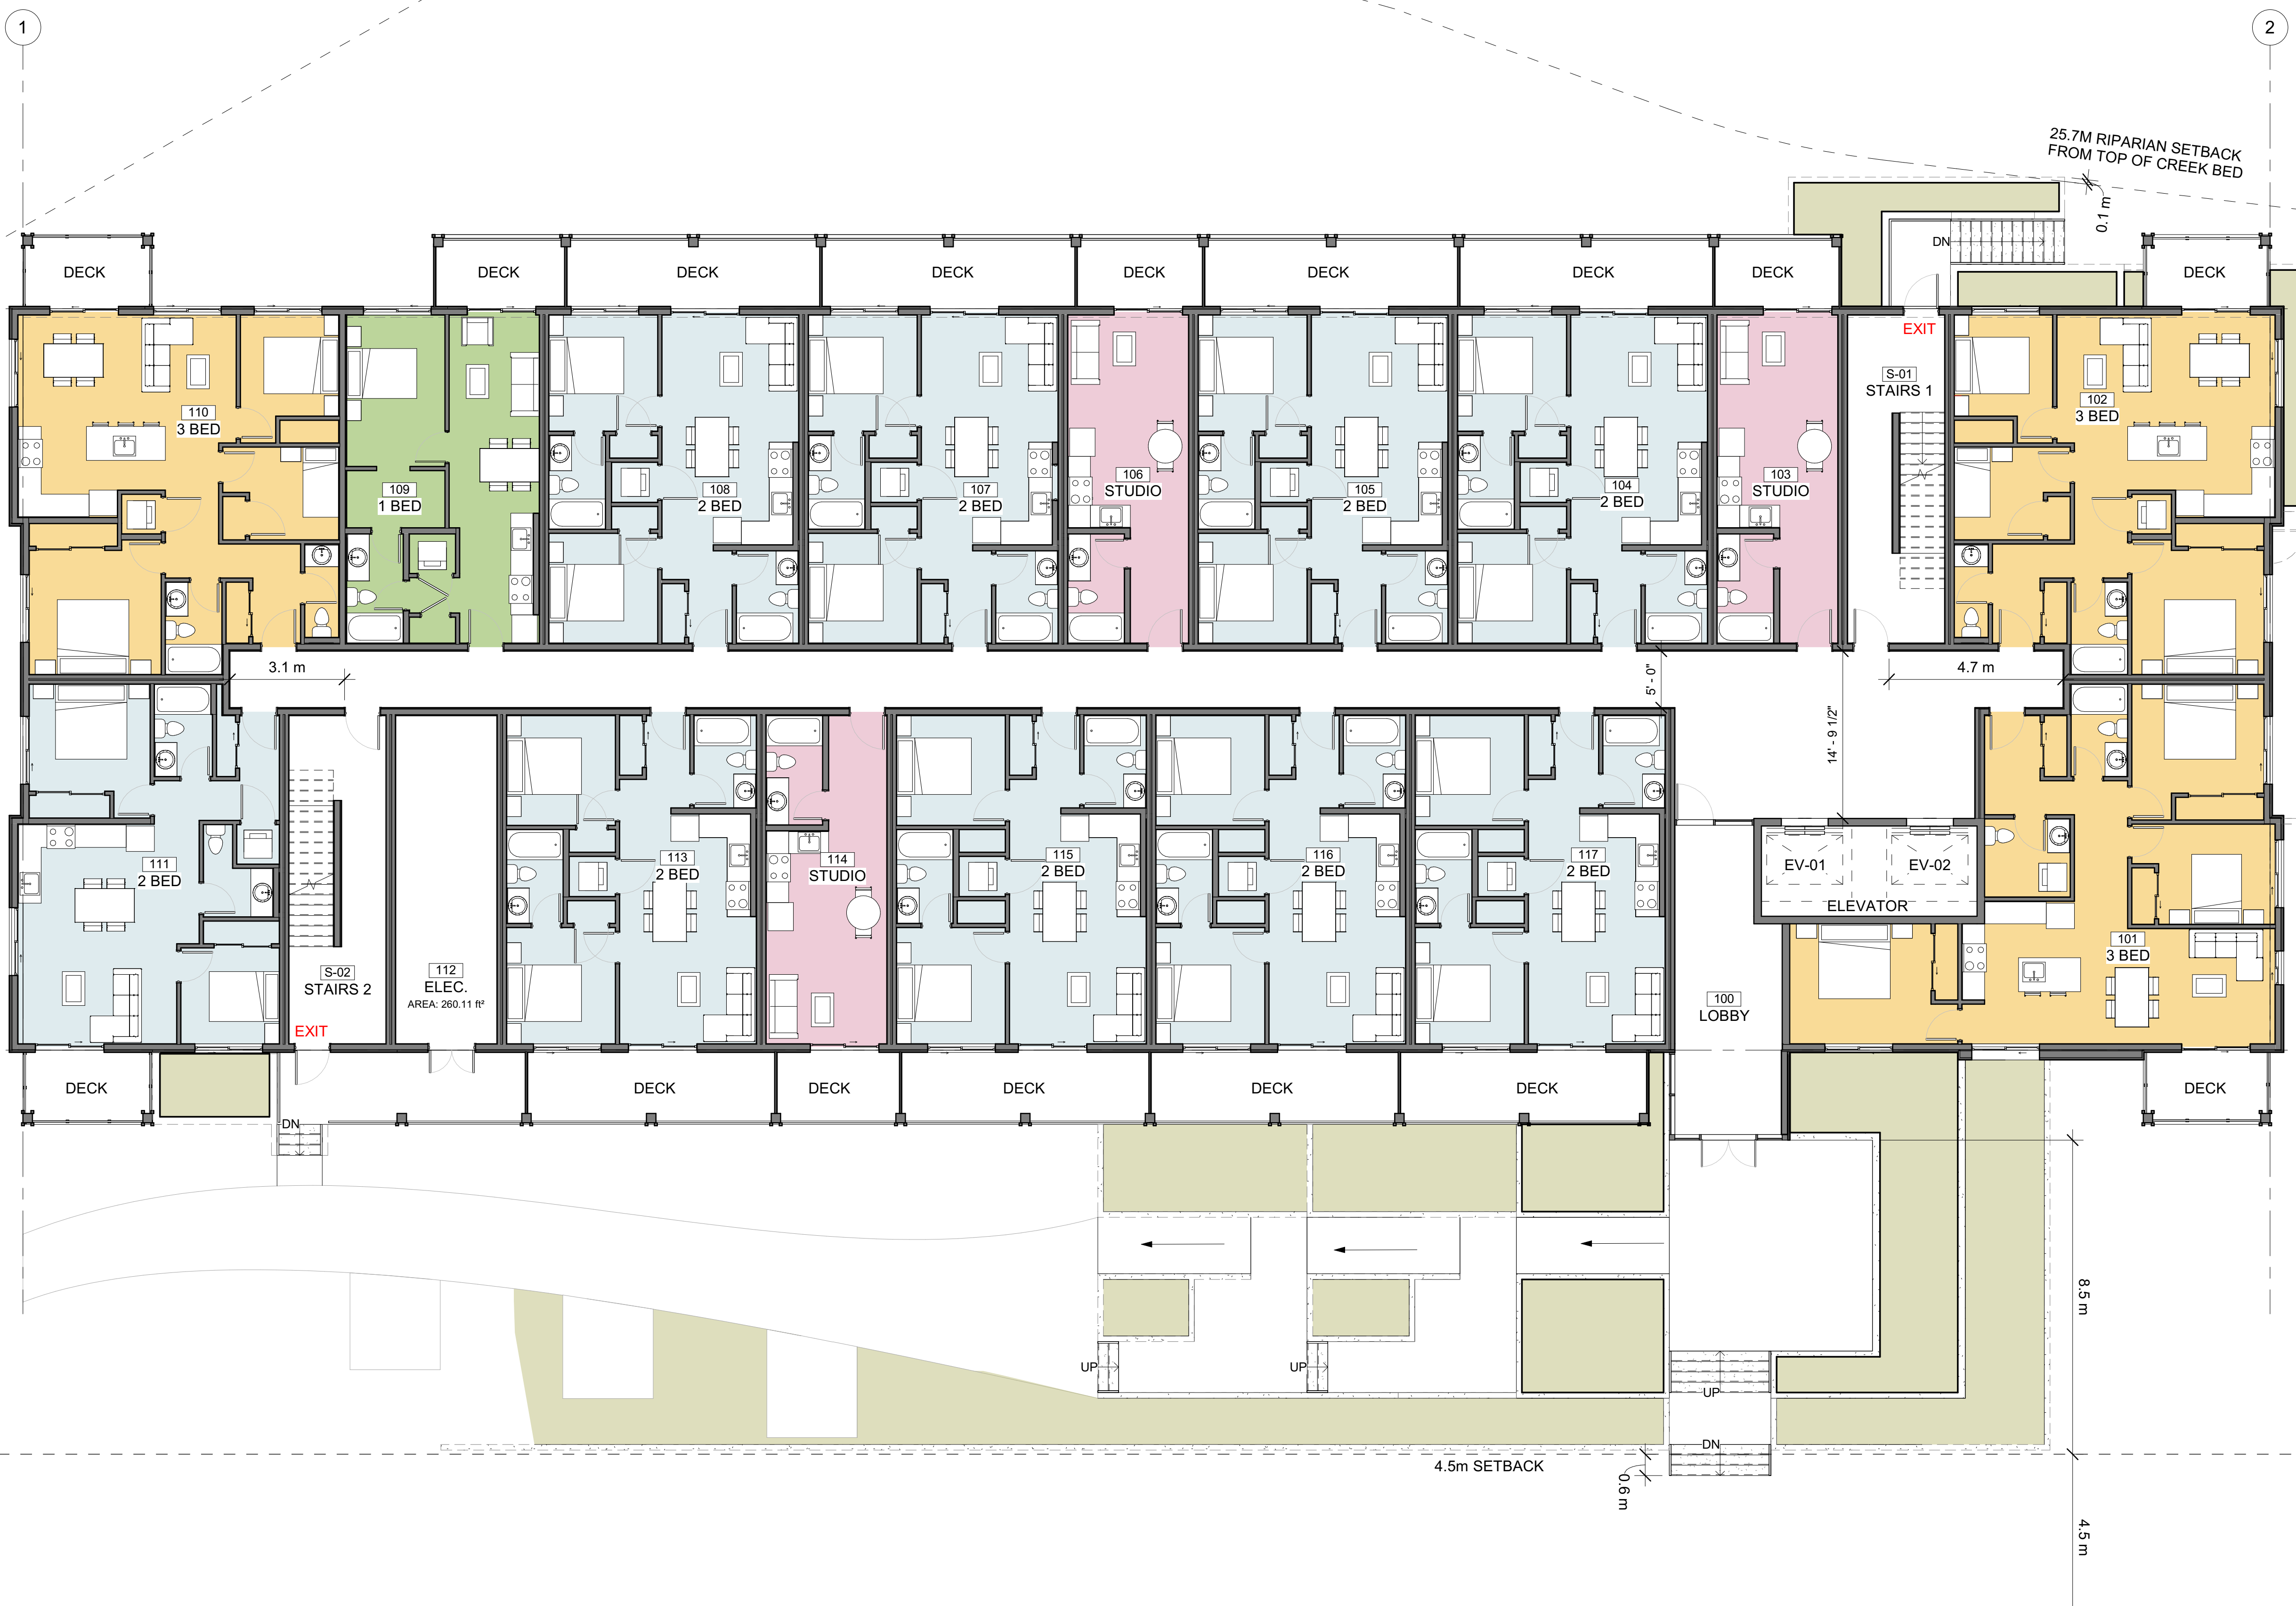 1
2
25.7M RIPARIAN SETBACK
FROM TOP OF CREEK BED
0.1 m
DN
DECK
DECK
DECK
DECK
DECK
DECK
DECK
DECK
DECK
EXIT
S-01
STAIRS 1
110
3 BED
109
1 BED
108
2 BED
107
2 BED
106
STUDIO
105
2 BED
104
2 BED
103
STUDIO
102
3 BED
3.1 m
5' - 0"
4.7 m
14' - 9 1/2"
111
2 BED
S-02
STAIRS 2
EXIT
112
ELEC.
AREA: 260.11 ft²
113
2 BED
114
STUDIO
115
2 BED
116
2 BED
117
2 BED
EV-01
EV-02
ELEVATOR
100
LOBBY
101
3 BED
DECK
DECK
DECK
DECK
DECK
DECK
DECK
DN
8.5 m
UP
UP
UP
DN
4.5m SETBACK
0.6 m
4.5 m